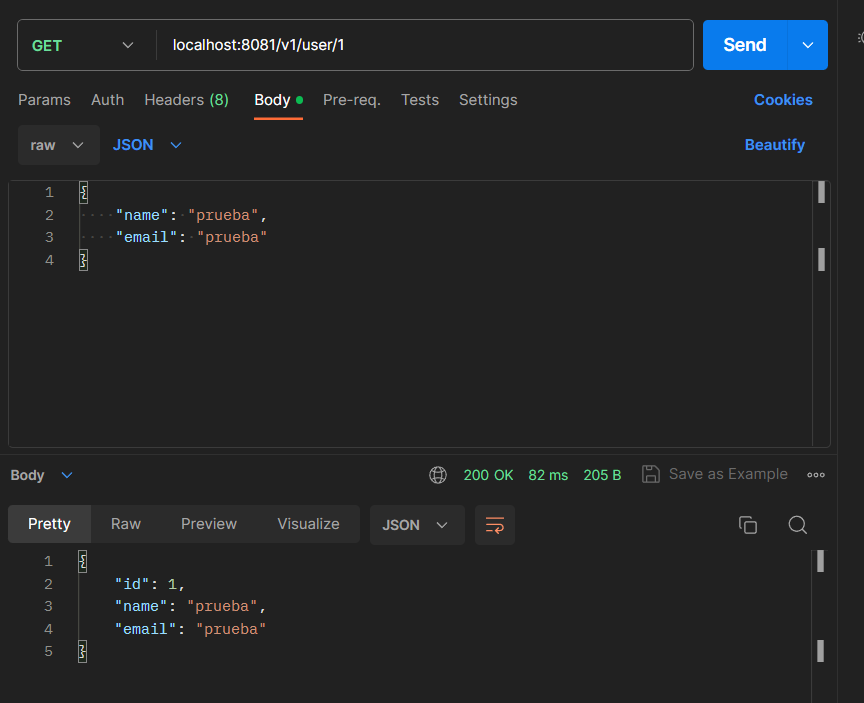 GET localhost:8081/v1/user/1 Send
Params Auth Headers (8) Body Pre-req. Tests Settings Cookies
raw JSON Beautify
1 {
2 "name": "prueba",
3 "email": "prueba"
4 }
Body 200 OK 82 ms 205 B Save as Example
Pretty Raw Preview Visualize JSON
1 {
2 "id": 1,
3 "name": "prueba",
4 "email": "prueba"
5 }